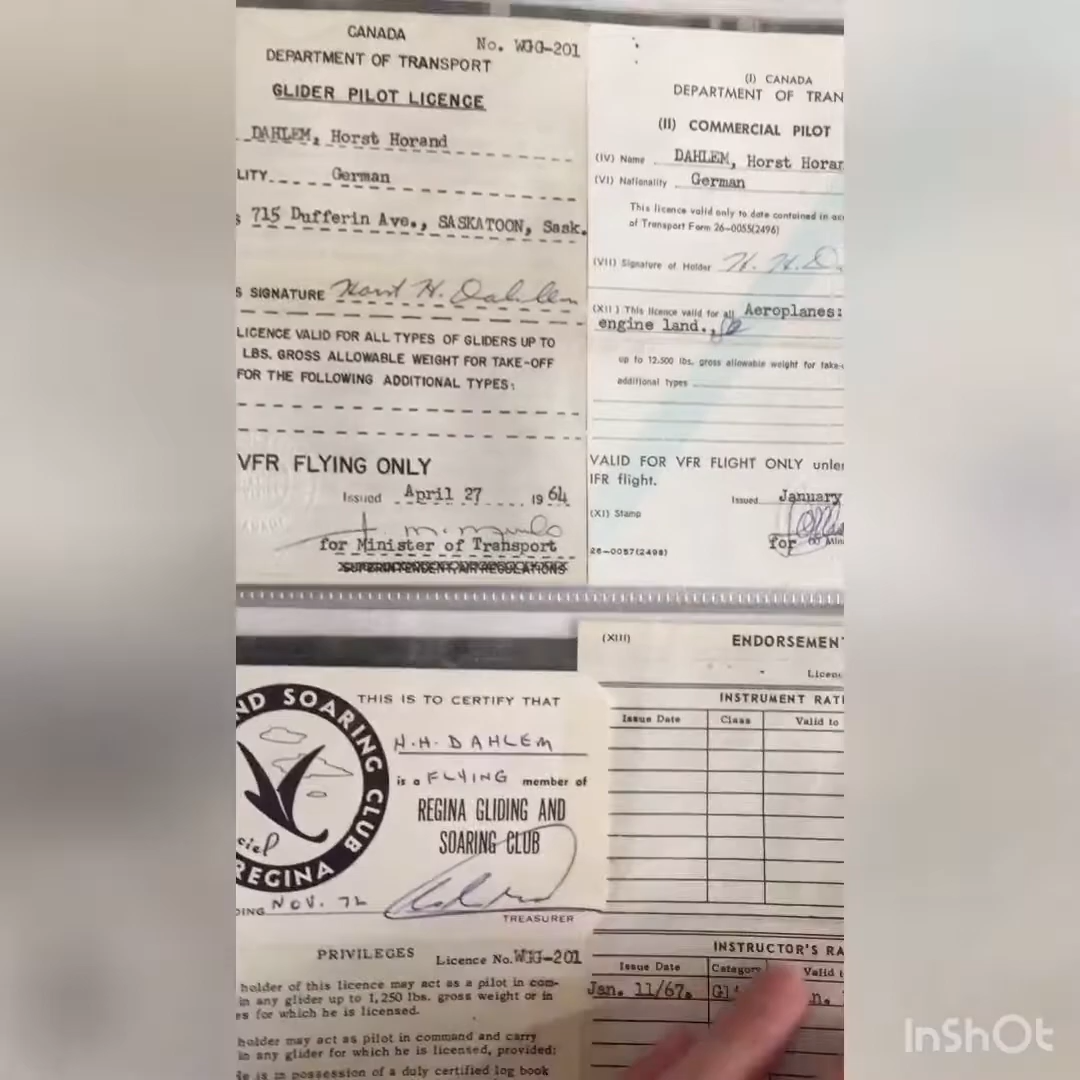 CANADA
No. WGG-201
DEPARTMENT OF TRANSPORT
GLIDER PILOT LICENCE
DAHLEM, Horst Horand
LITY German
S 715 Dufferin Ave., SASKATOON, Sask.
S SIGNATURE Horst H. Dahlem
LICENCE VALID FOR ALL TYPES OF GLIDERS UP TO
LBS. GROSS ALLOWABLE WEIGHT FOR TAKE-OFF
FOR THE FOLLOWING ADDITIONAL TYPES:
VFR FLYING ONLY
Issued April 27 1964
for Minister of Transport
SUPERINTENDENT, AIR REGULATIONS
(I) CANADA
DEPARTMENT OF TRAN
(II) COMMERCIAL PILOT
(IV) Name DAHLEM, Horst Horan
(VI) Nationality German
This licence valid only to date contained in
of Transport Form 26-0055(2496)
(VII) Signature of Holder H. H. D
(XII) This licence valid for all Aeroplanes:
engine land.,
up to 12,500 lbs. gross allowable weight for take-
additional types
VALID FOR VFR FLIGHT ONLY unle
IFR flight.
Issued January
(XI) Stamp
for
26-0057(2498)
ND SOARING CLUB
REGINA
THIS IS TO CERTIFY THAT
H.H. DAHLEM
is a FLYING member of
REGINA GLIDING AND
SOARING CLUB
DING NOV. 72
TREASURER
PRIVILEGES Licence No. WGG-201
holder of this licence may act as a pilot in com-
in any glider up to 1,250 lbs. gross weight or in
es for which he is licensed.
holder may act as pilot in command and carry
in any glider for which he is licensed, provided:
He is in possession of a duly certified log book
(XIII) ENDORSEMEN
Licen
INSTRUMENT RATI
Issue Date Class Valid to
INSTRUCTOR'S RA
Issue Date Category Valid t
Jan. 11/67. Gl n.
InShOt